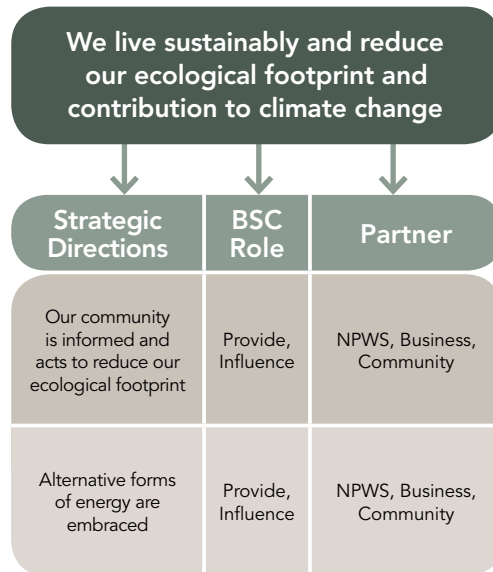 We live sustainably and reduce
our ecological footprint and
contribution to climate change
Strategic
Directions
BSC
Role
Partner
Our community
is informed and
acts to reduce our
ecological footprint
Provide,
Influence
NPWS, Business,
Community
Alternative forms
of energy are
embraced
Provide,
Influence
NPWS, Business,
Community